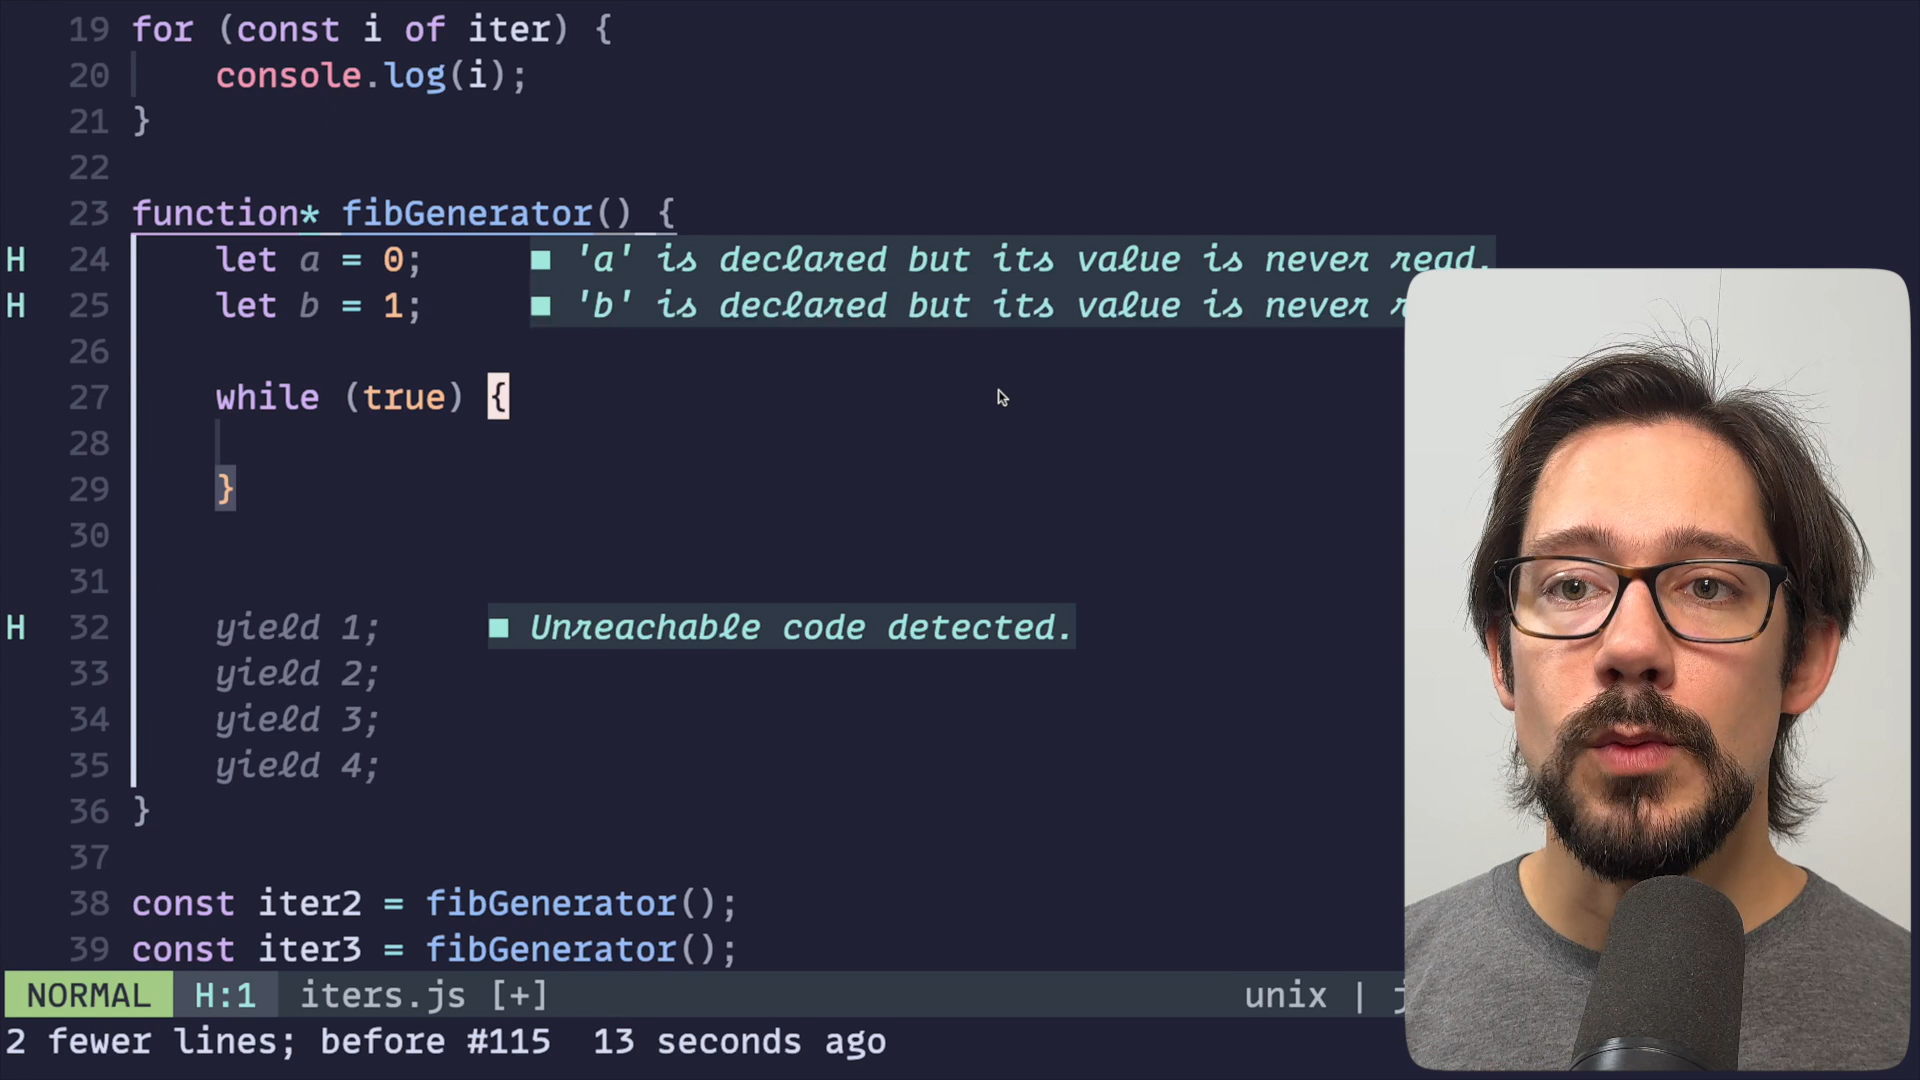 19 for (const i of iter) {
20 console.log(i);
21 }
22
23 function* fibGenerator() {
H 24 let a = 0; ■ 'a' is declared but its value is never read.
H 25 let b = 1; ■ 'b' is declared but its value is never
26
27 while (true) {
28
29 }
30
31
H 32 yield 1; ■ Unreachable code detected.
33 yield 2;
34 yield 3;
35 yield 4;
36 }
37
38 const iter2 = fibGenerator();
39 const iter3 = fibGenerator();
NORMAL H:1 iters.js [+] unix |
2 fewer lines; before #115 13 seconds ago